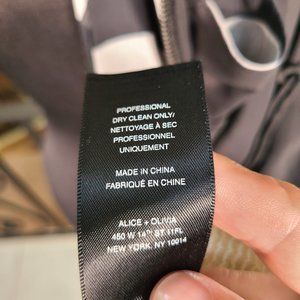 PROFESSIONAL
DRY CLEAN ONLY/
NETTOYAGE À SEC
PROFESSIONNEL
UNIQUEMENT
MADE IN CHINA
FABRIQUÉ EN CHINE
ALICE + OLIVIA
450 W 14TH ST 11FL
NEW YORK, NY 10014